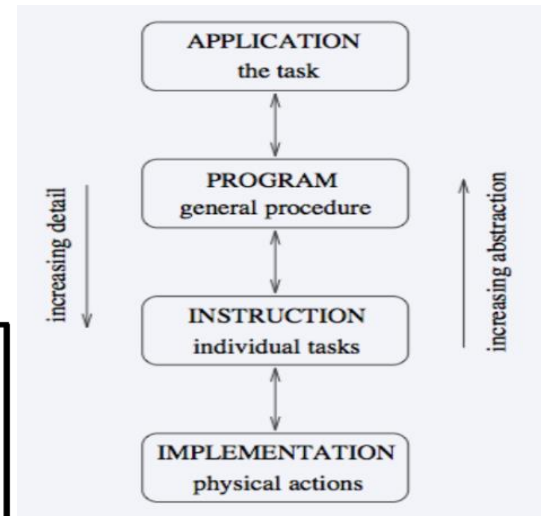 APPLICATION
the task
PROGRAM
general procedure
increasing detail
increasing abstraction
INSTRUCTION
individual tasks
IMPLEMENTATION
physical actions